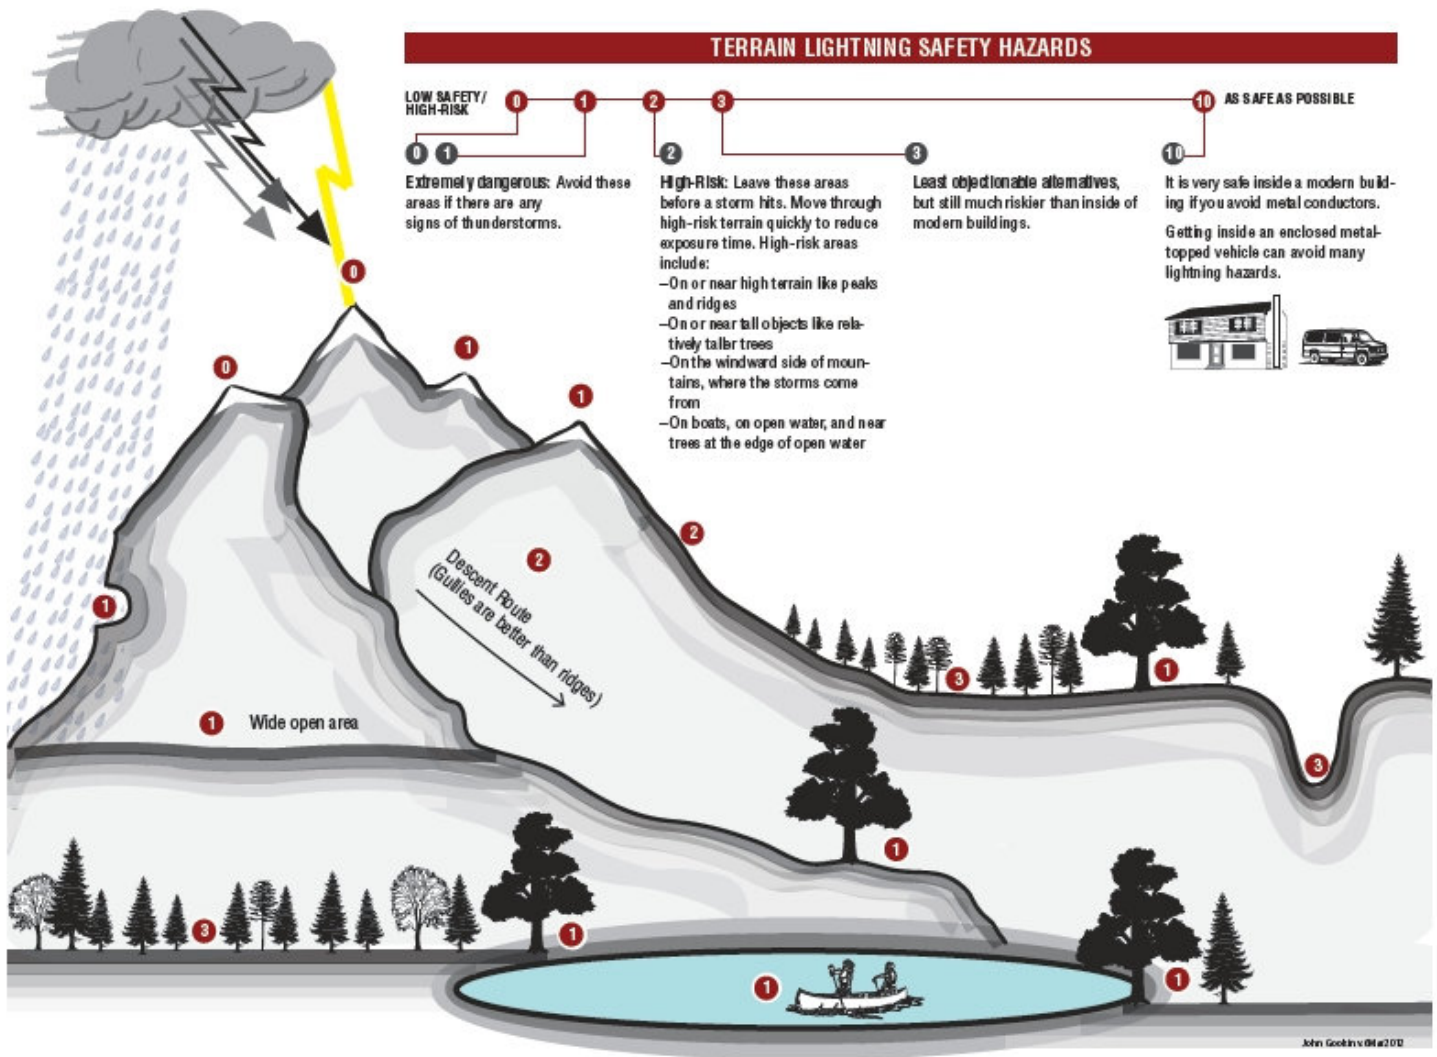 TERRAIN LIGHTNING SAFETY HAZARDS
LOW SAFETY/
HIGH-RISK
0 1 2 3 10 AS SAFE AS POSSIBLE
0 1 2 3 10
Extremely dangerous: Avoid these
areas if there are any
signs of thunderstorms.
High-Risk: Leave these areas
before a storm hits. Move through
high-risk terrain quickly to reduce
exposure time. High-risk areas
include:
–On or near high terrain like peaks
and ridges
–On or near tall objects like rela-
tively taller trees
–On the windward side of moun-
tains, where the storms come
from
–On boats, on open water, and near
trees at the edge of open water
Least objectionable alternatives,
but still much riskier than inside of
modern buildings.
It is very safe inside a modern build-
ing if you avoid metal conductors.
Getting inside an enclosed metal-
topped vehicle can avoid many
lightning hazards.
0
1
0
1
2
2
Descent Route
(Gullies are better than ridges)
1
3
1
1 Wide open area
3
1
3
1
1
1
John Gookin v.6Mar2012